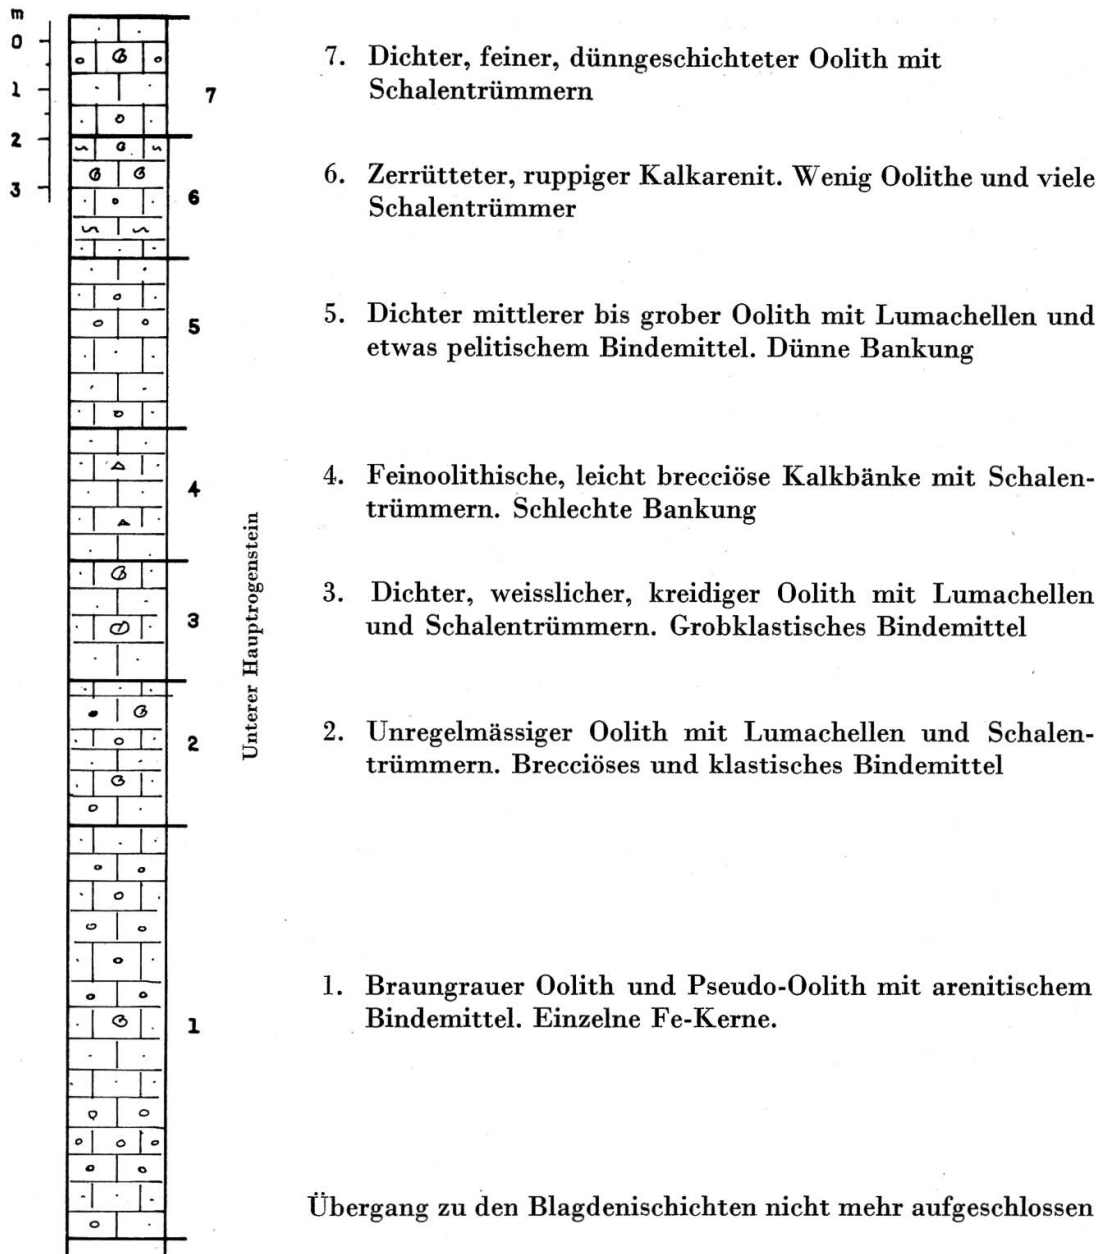 m
0
1
2
3
7
6
5
4
3
2
1
Unterer Hauptrogenstein
7. Dichter, feiner, dünngeschichteter Oolith mit
Schalentrümmern
6. Zerrütteter, ruppiger Kalkarenit. Wenig Oolithe und viele
Schalentrümmer
5. Dichter mittlerer bis grober Oolith mit Lumachellen und
etwas pelitischem Bindemittel. Dünne Bankung
4. Feinoolithische, leicht brecciöse Kalkbänke mit Schalen-
trümmern. Schlechte Bankung
3. Dichter, weisslicher, kreidiger Oolith mit Lumachellen
und Schalentrümmern. Grobklastisches Bindemittel
2. Unregelmässiger Oolith mit Lumachellen und Schalen-
trümmern. Brecciöses und klastisches Bindemittel
1. Braungrauer Oolith und Pseudo-Oolith mit arenitischem
Bindemittel. Einzelne Fe-Kerne.
Übergang zu den Blagdenischichten nicht mehr aufgeschlossen